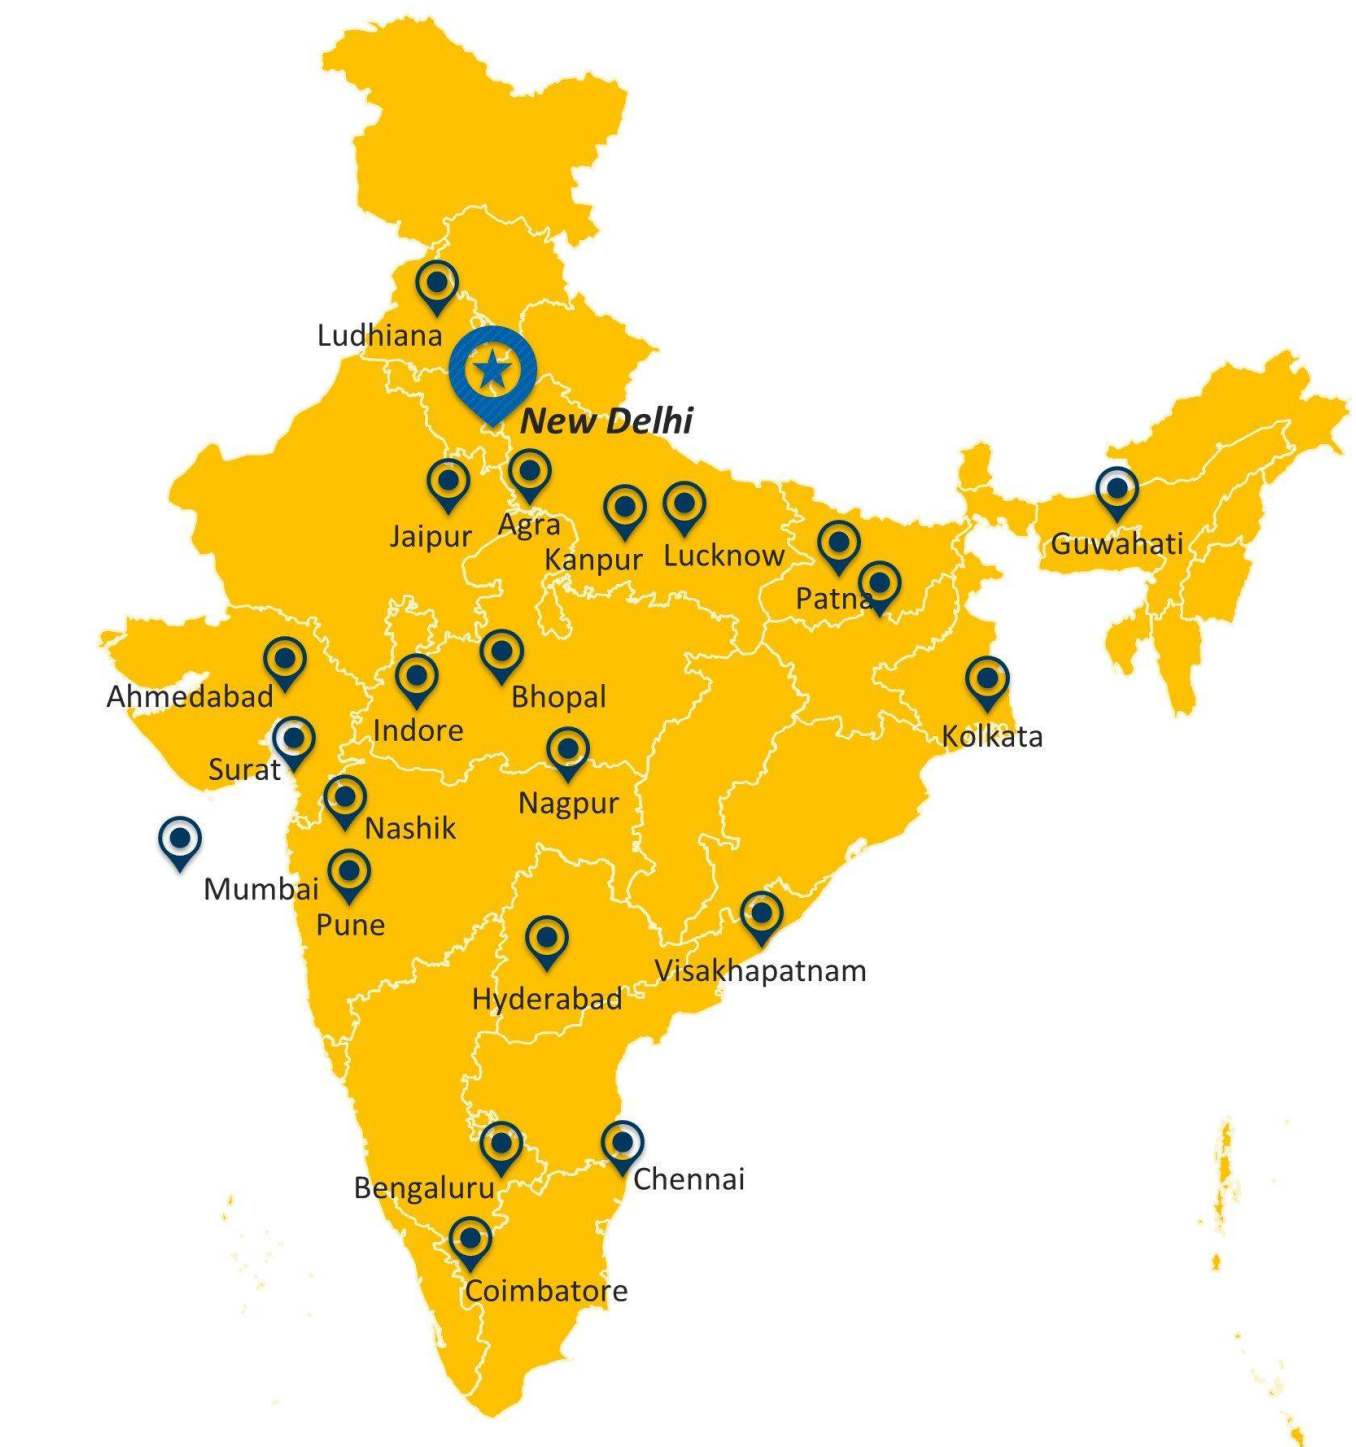 Ludhiana
New Delhi
Jaipur
Agra
Kanpur
Lucknow
Patna
Guwahati
Ahmedabad
Indore
Bhopal
Kolkata
Surat
Nashik
Nagpur
Mumbai
Pune
Hyderabad
Visakhapatnam
Bengaluru
Chennai
Coimbatore